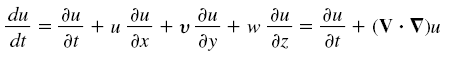 du/dt = ∂u/∂t + u ∂u/∂x + υ ∂u/∂y + w ∂u/∂z = ∂u/∂t + (V · ∇)u